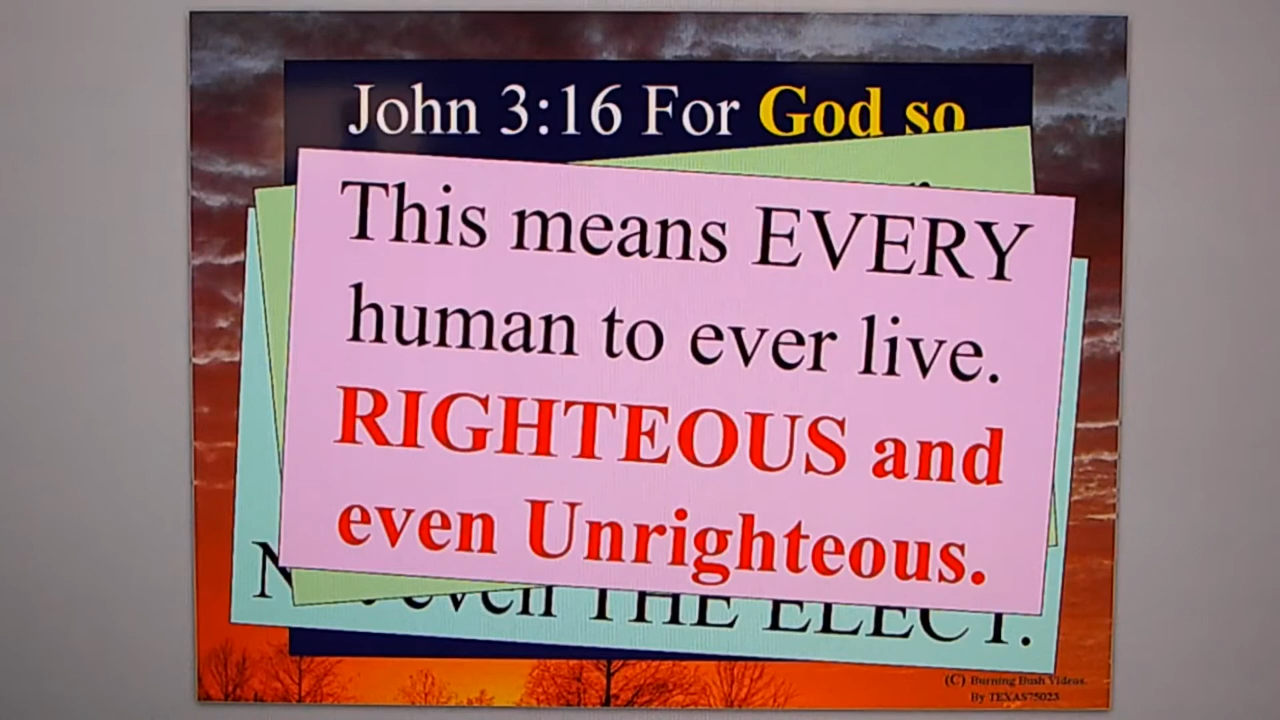 John 3:16 For God so
This means EVERY
human to ever live.
RIGHTEOUS and
even Unrighteous.
even THE ELECT.
(C) Burning Bush Videos.
By TEXAS75023